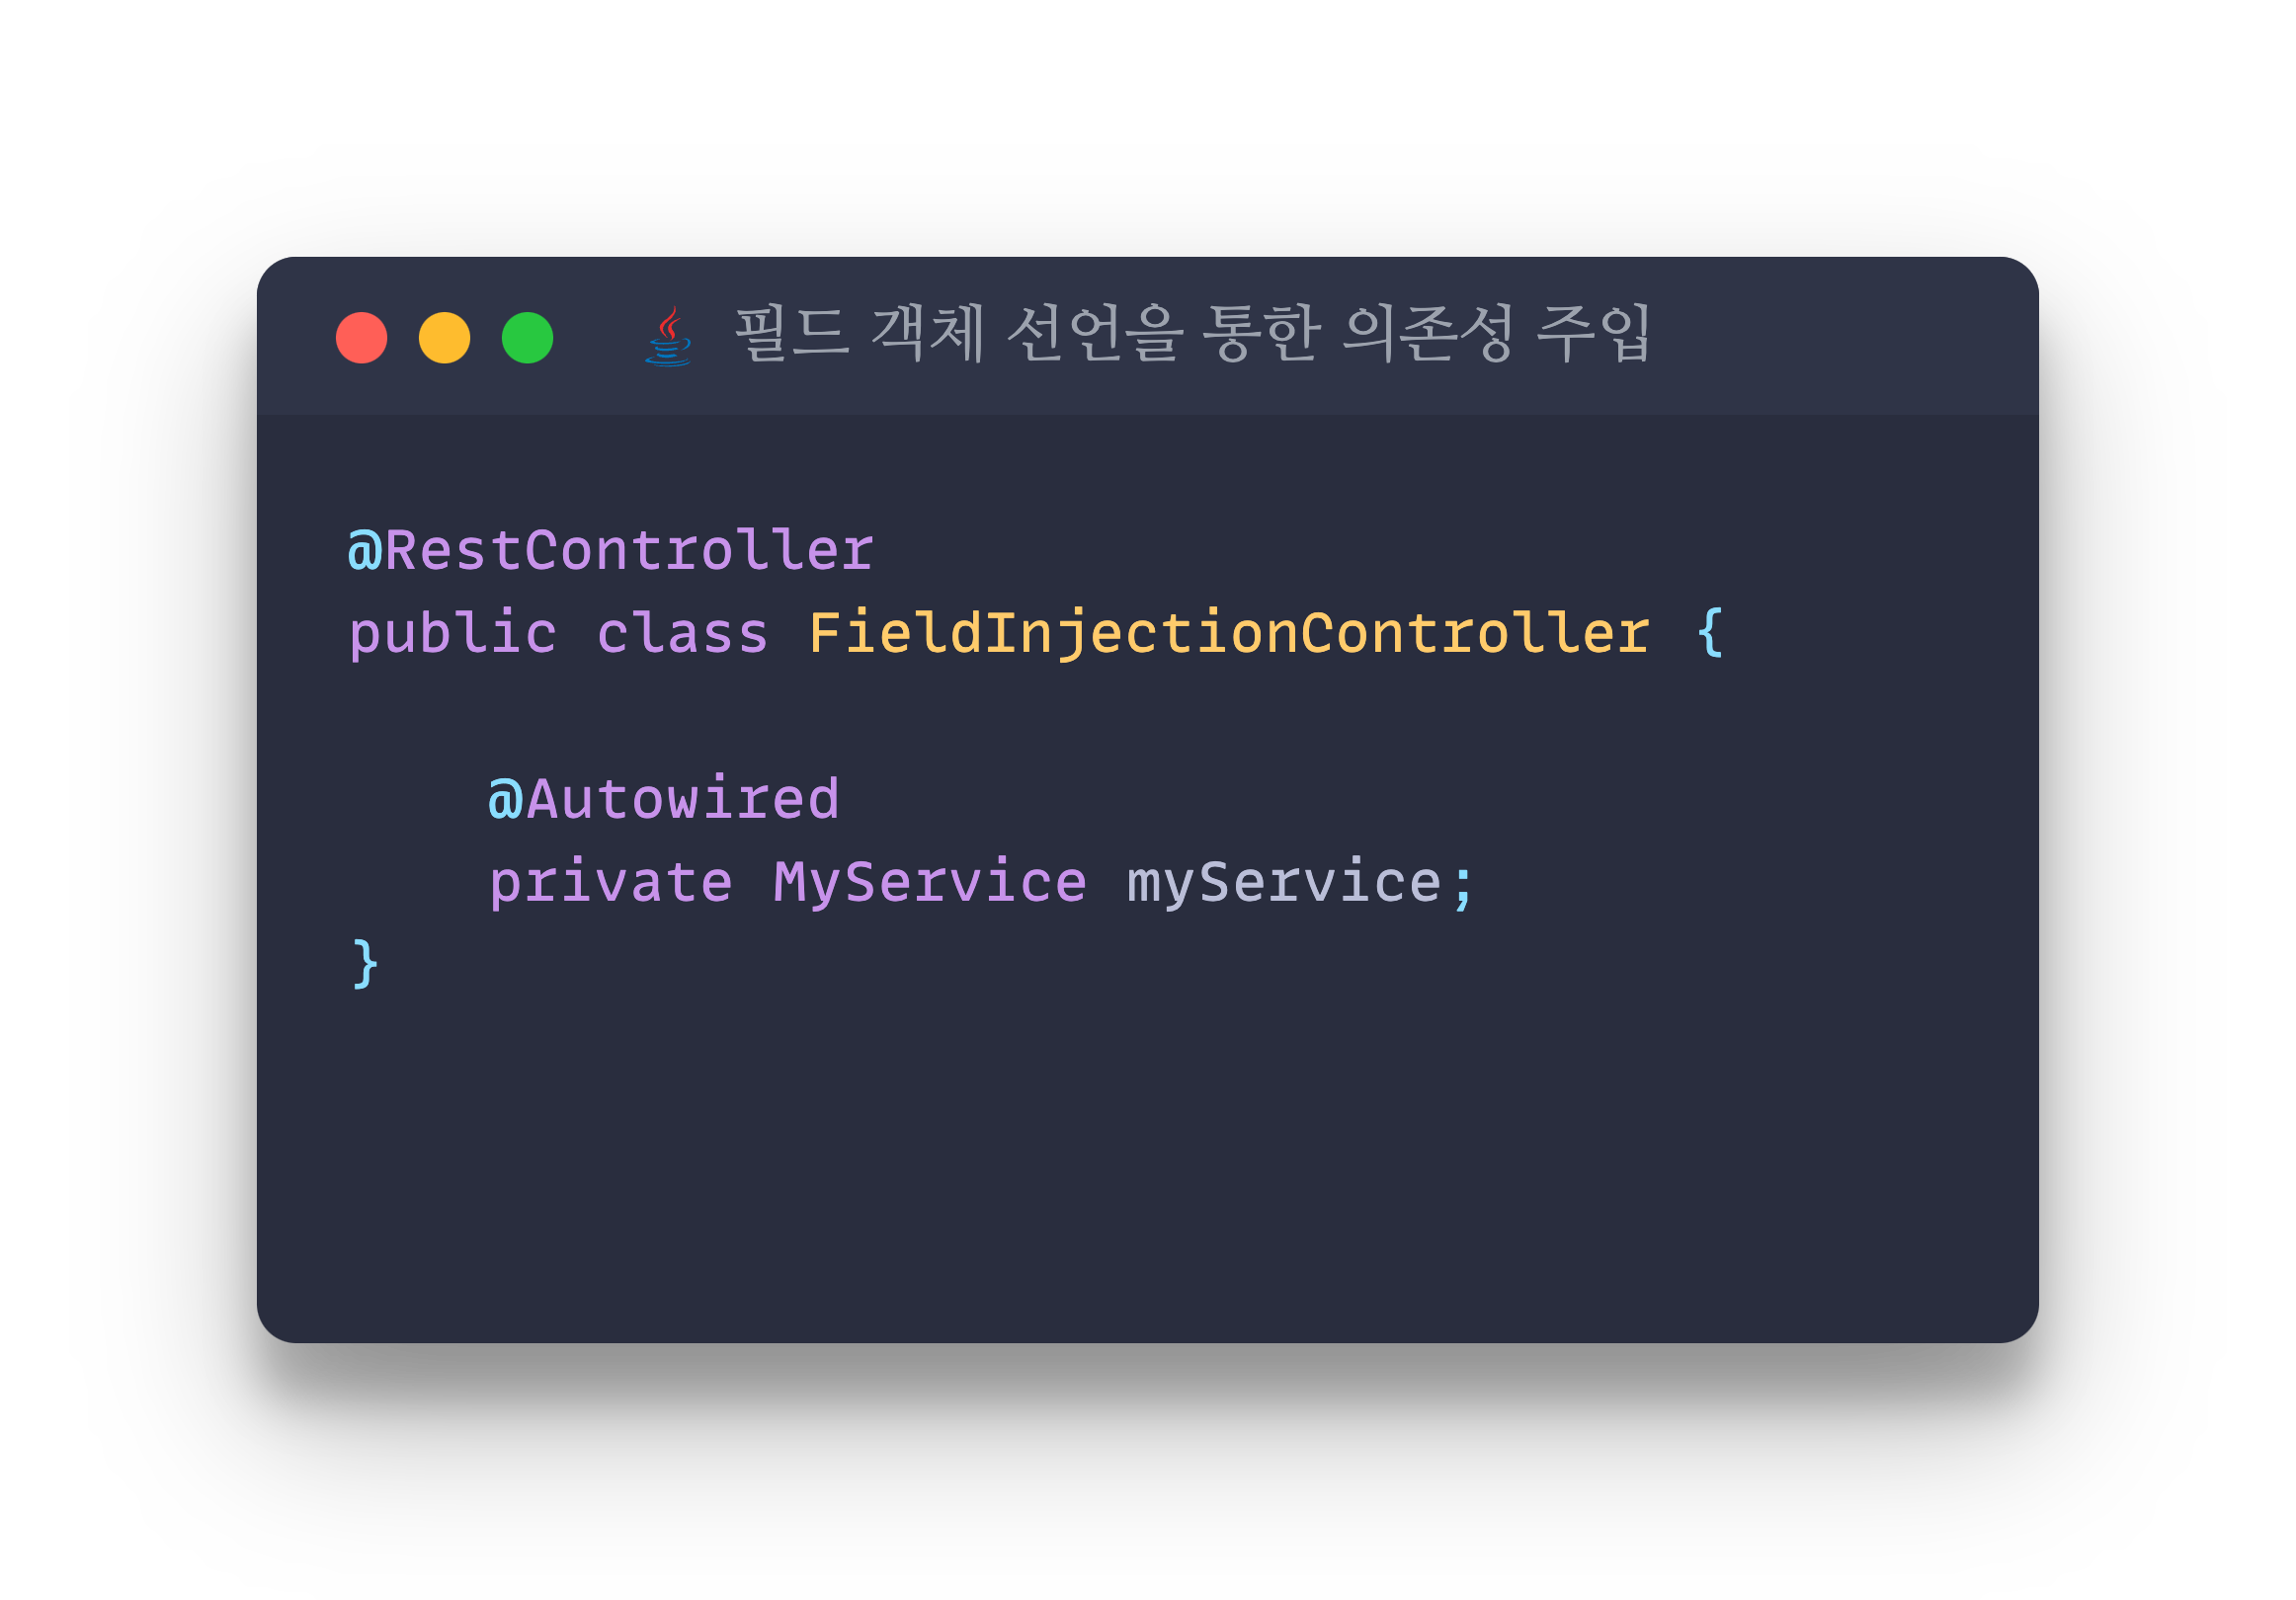 필드 객체 선언을 통한 의존성 주입
@RestController
public class FieldInjectionController {
    @Autowired
    private MyService myService;
}